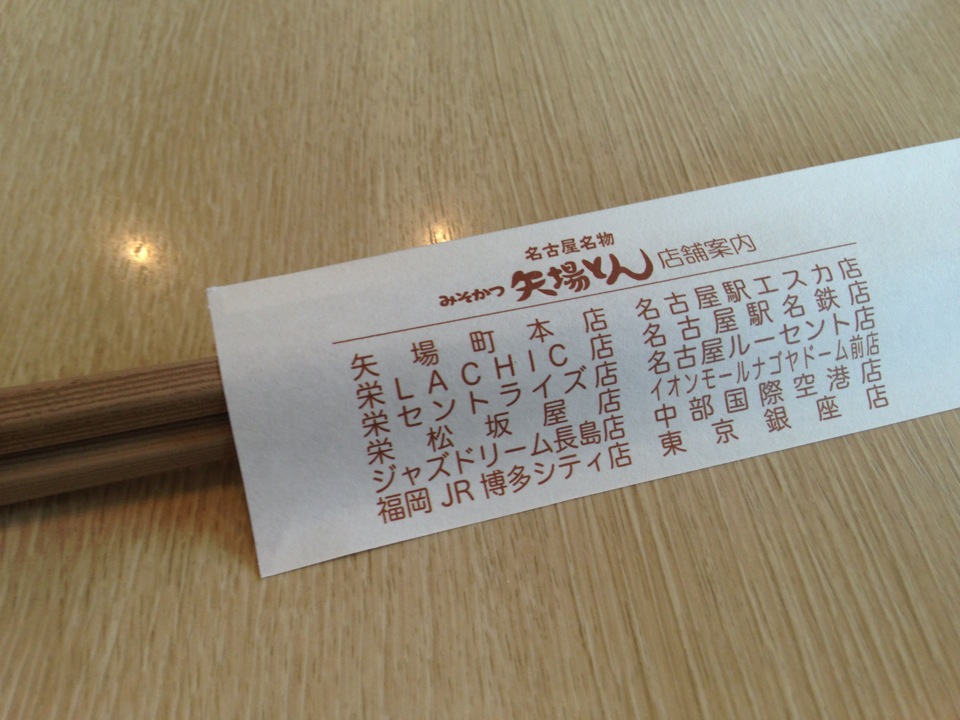 名古屋名物
みそかつ 矢場とん 店舗案内
矢場町本店
栄LACHIC店
栄セントライズ店
栄松坂屋店
ジャズドリーム長島店
福岡JR博多シティ店
名古屋駅エスカ店
名古屋駅名鉄店
名古屋ルーセント店
イオンモールナゴヤドーム前店
中部国際空港店
東京銀座店